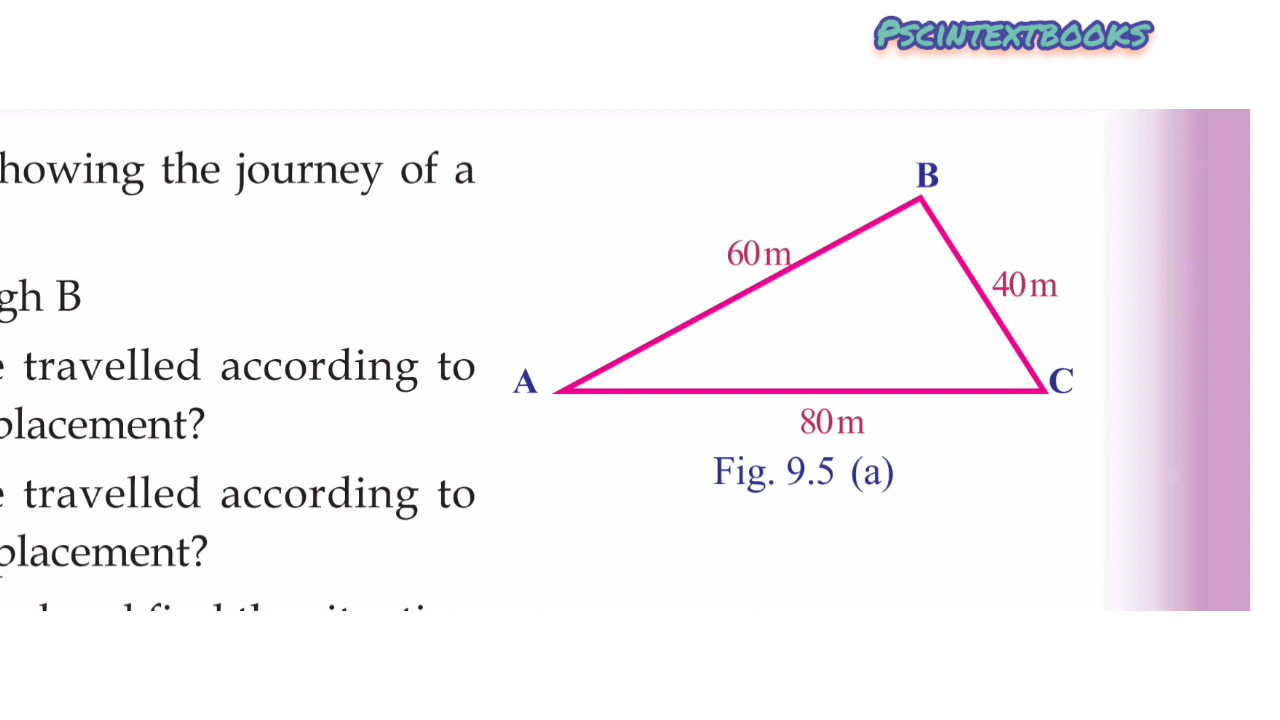 PSCINTEXTBOOKS
howing the journey of a
gh B
e travelled according to
placement?
e travelled according to
placement?
B
60 m
40 m
A
C
80 m
Fig. 9.5 (a)